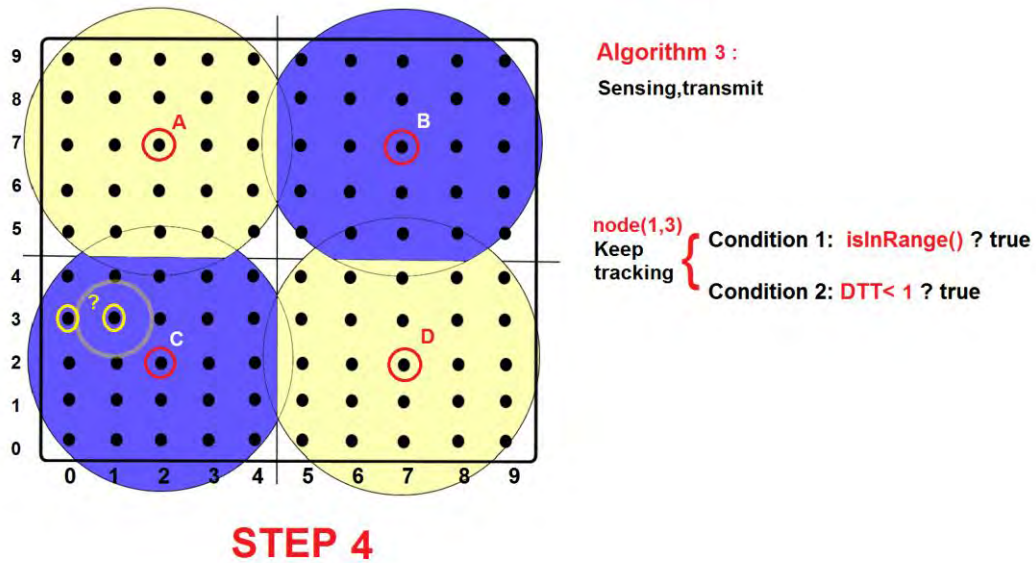 Algorithm 3 :
Sensing,transmit
9
8
A
B
7
6
node(1,3)
Keep
tracking
{
Condition 1: isInRange() ? true
5
4
Condition 2: DTT< 1 ? true
?
3
C
D
2
1
0
0 1 2 3 4 5 6 7 8 9
STEP 4